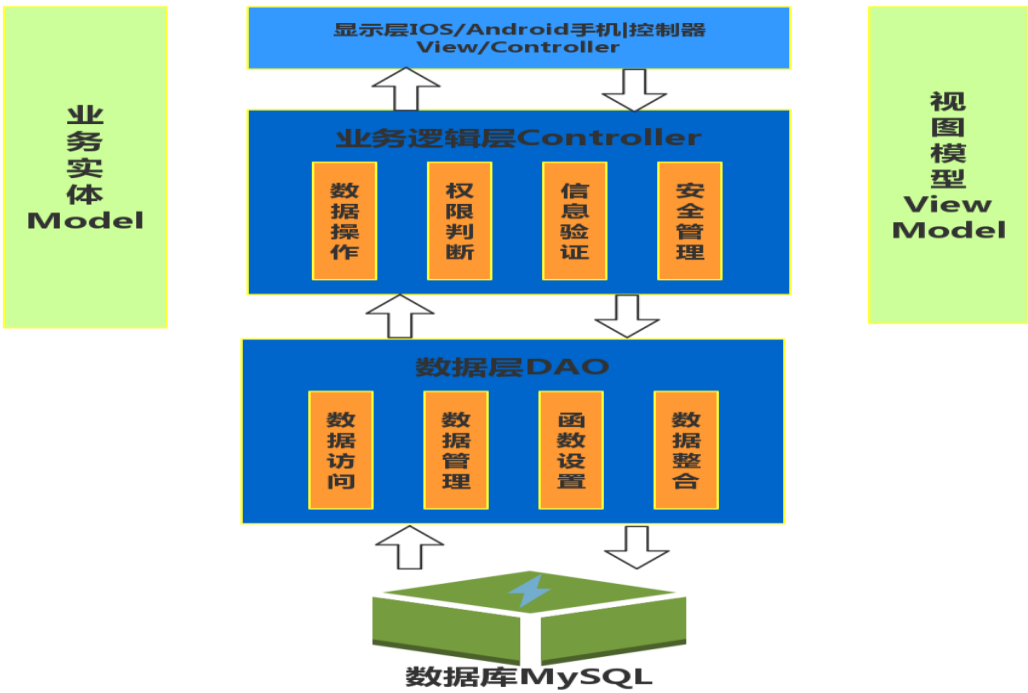 业务实体
Model
显示层IOS/Android手机|控制器
View/Controller
业务逻辑层Controller
数据操作
权限判断
信息验证
安全管理
数据层DAO
数据访问
数据管理
函数设置
数据整合
数据库MySQL
视图模型
View
Model